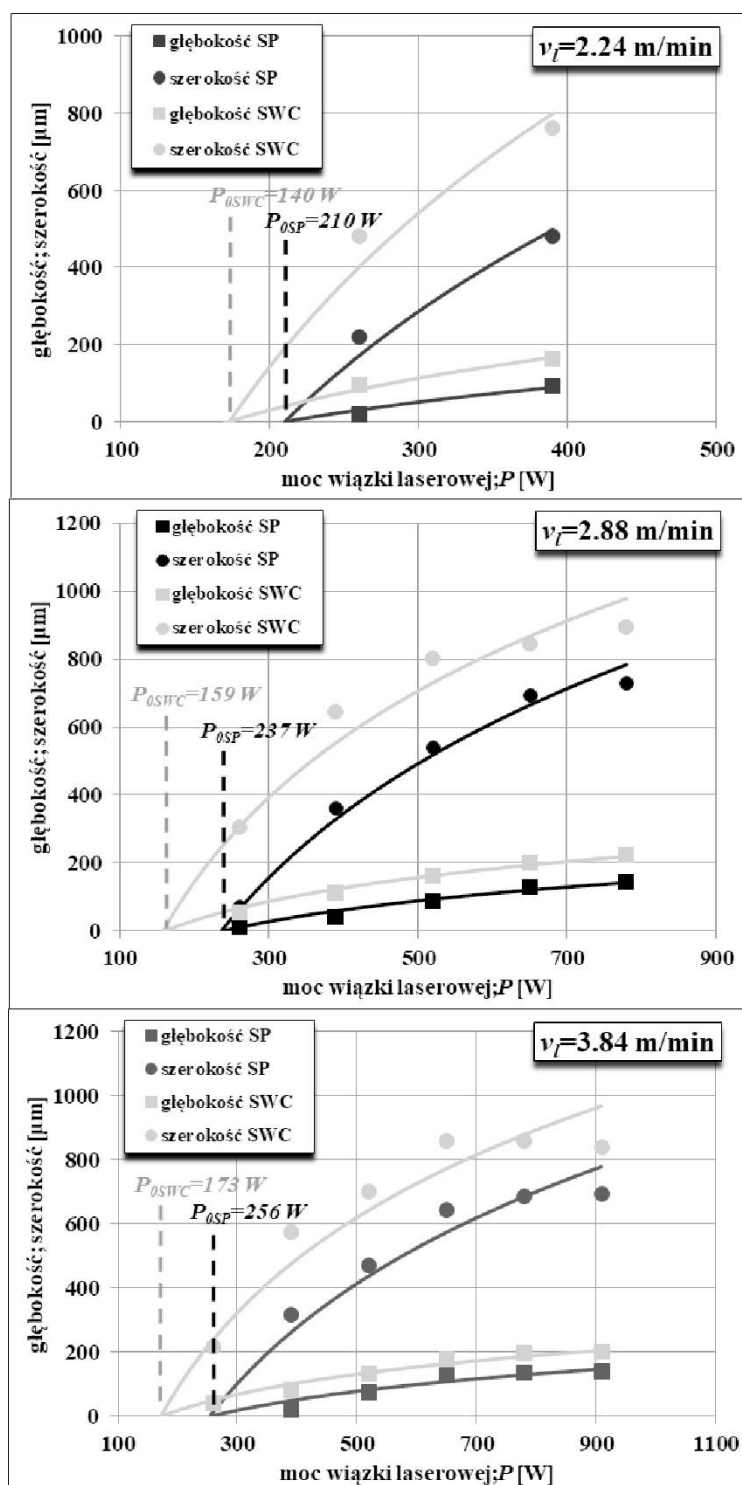 1000
800
600
400
200
0
głębokość; szerokość [µm]
głębokość SP
szerokość SP
głębokość SWC
szerokość SWC
v_l=2.24 m/min
P_0SWC=140 W
P_0SP=210 W
100 200 300 400 500
moc wiązki laserowej;P [W]
1200
1000
800
600
400
200
0
głębokość; szerokość [µm]
głębokość SP
szerokość SP
głębokość SWC
szerokość SWC
v_l=2.88 m/min
P_0SWC=159 W
P_0SP=237 W
100 300 500 700 900
moc wiązki laserowej;P [W]
1200
1000
800
600
400
200
0
głębokość; szerokość [µm]
głębokość SP
szerokość SP
głębokość SWC
szerokość SWC
v_l=3.84 m/min
P_0SWC=173 W
P_0SP=256 W
100 300 500 700 900 1100
moc wiązki laserowej;P [W]